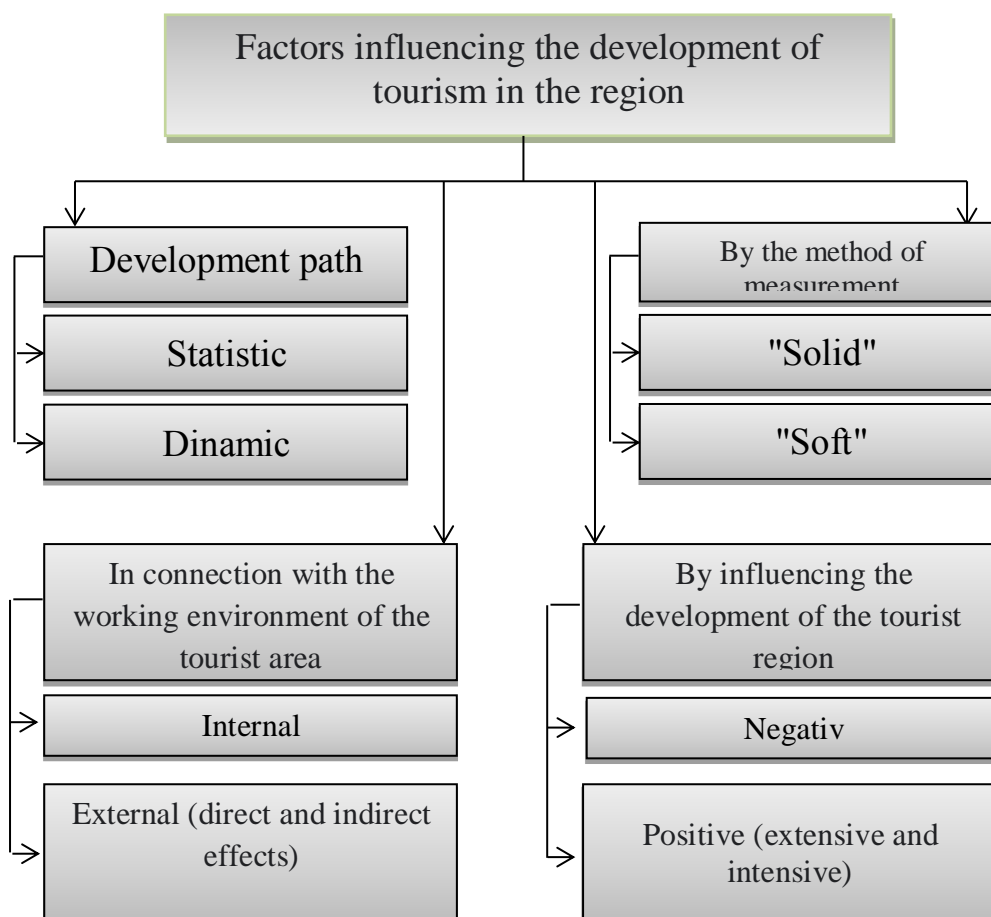 Factors influencing the development of
tourism in the region
Development path
Statistic
Dinamic
By the method of
measurement
"Solid"
"Soft"
In connection with the
working environment of the
tourist area
Internal
External (direct and indirect
effects)
By influencing the
development of the tourist
region
Negativ
Positive (extensive and
intensive)